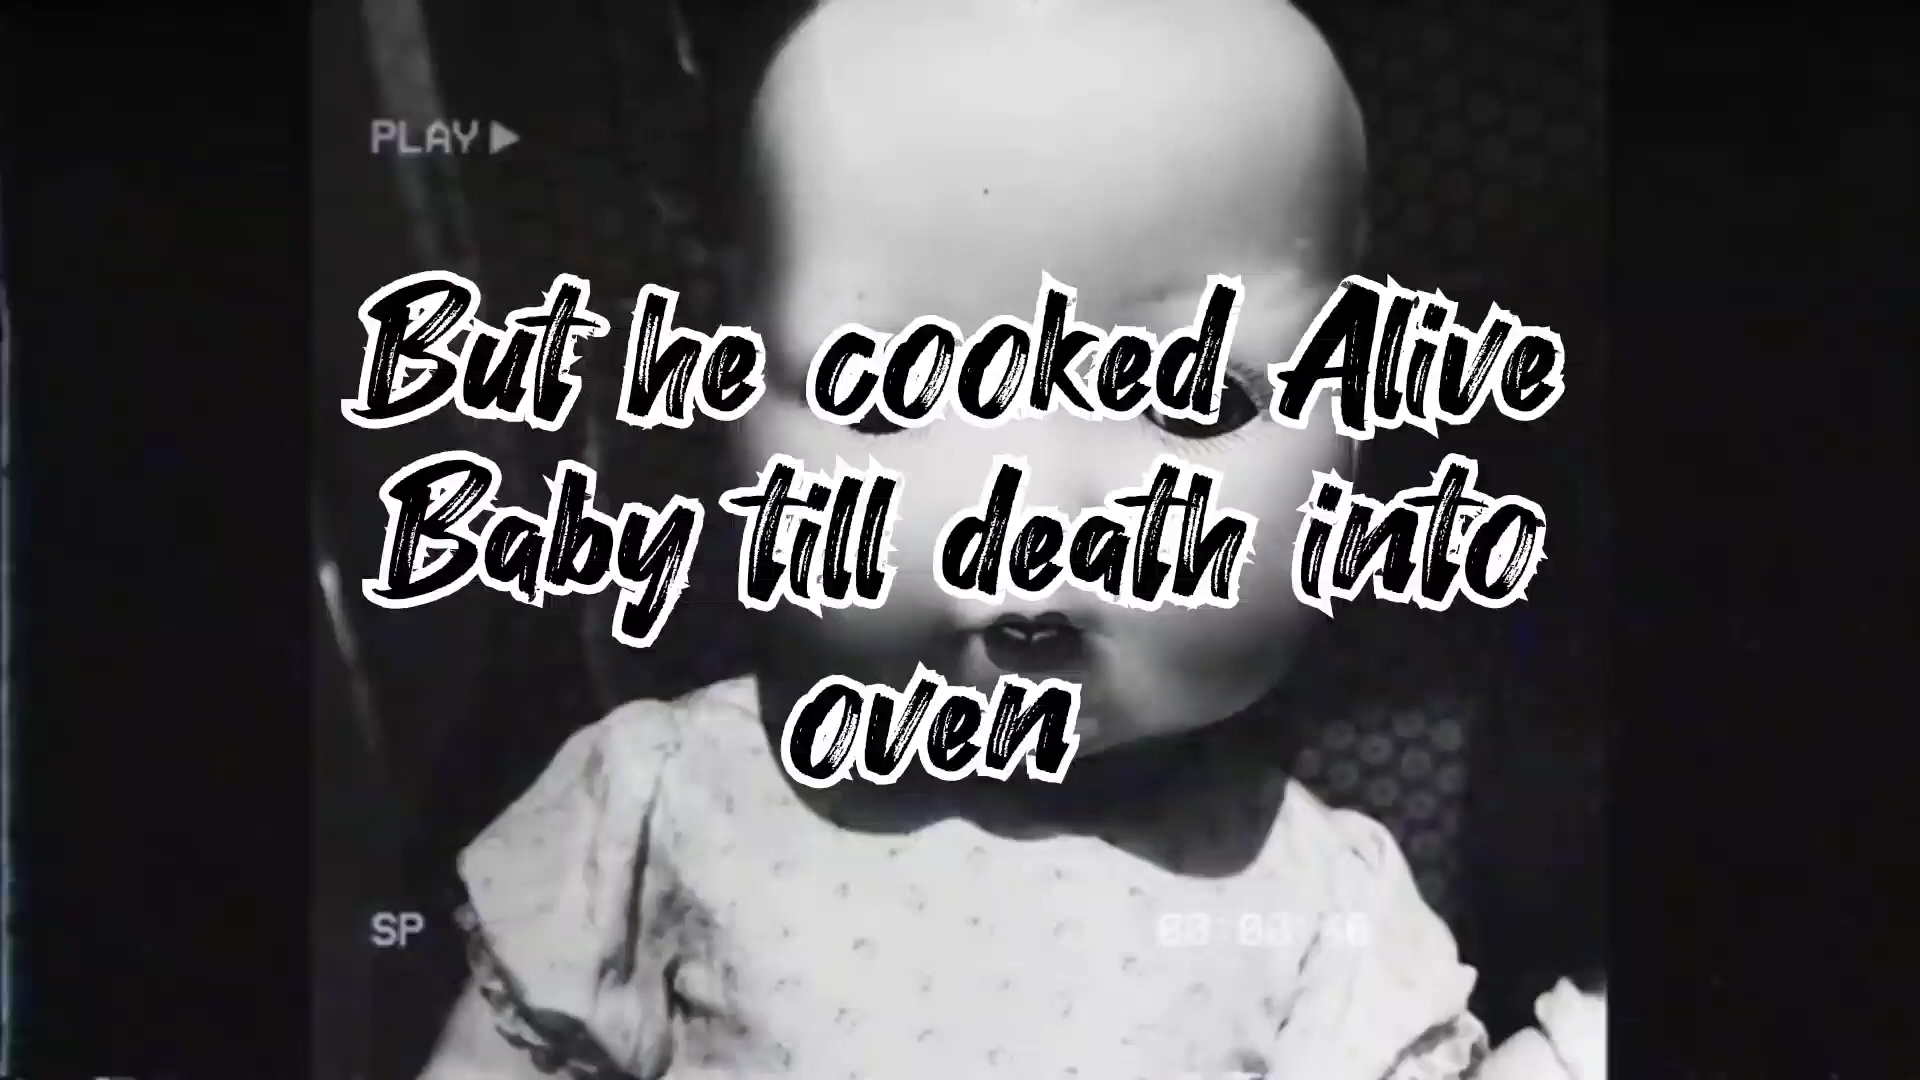 PLAY
But he cooked Alive
Baby till death into
oven
SP